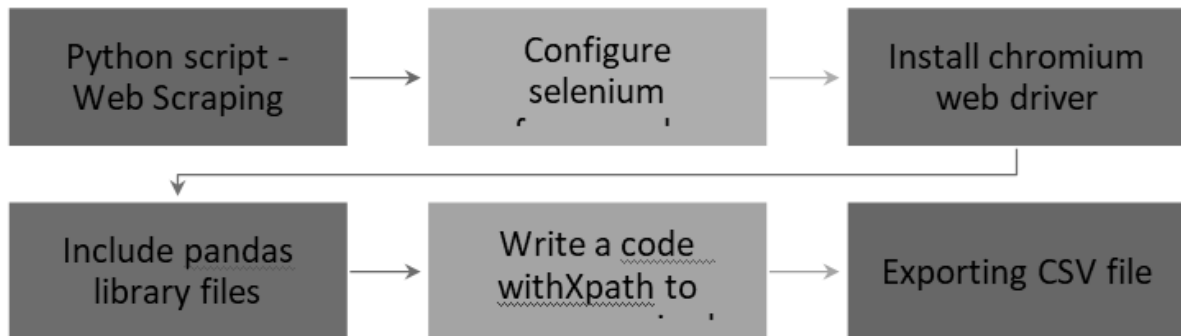 Python script -
Web Scraping
Configure
selenium
Install chromium
web driver
Include pandas
library files
Write a code
withXpath to
Exporting CSV file